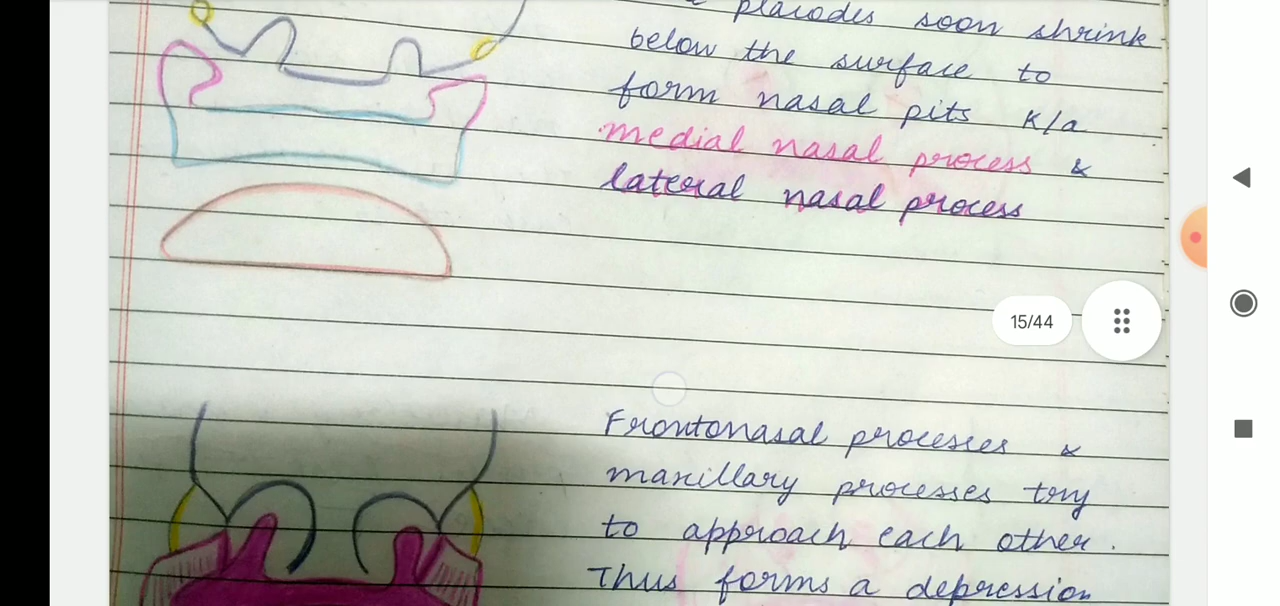 placodes soon shrink
below the surface to
form nasal pits K/a
medial nasal process &
lateral nasal process
15/44
Frontonasal processes &
maxillary processes try
to approach each other.
Thus forms a depression